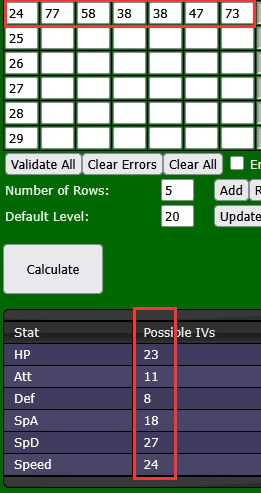 24 77 58 38 38 47 73
25
26
27
28
29
Validate All Clear Errors Clear All
Number of Rows: 5 Add
Default Level: 20 Update
Calculate
Stat Possible IVs
HP 23
Att 11
Def 8
SpA 18
SpD 27
Speed 24